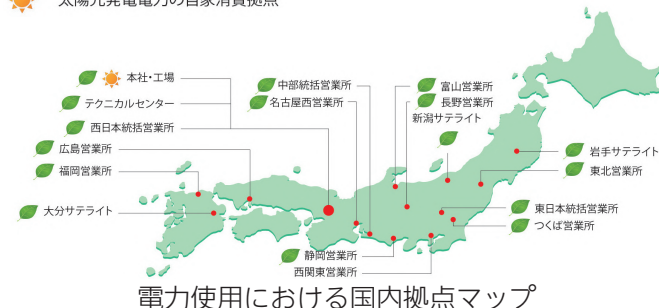 太陽光発電電力の自家消費拠点
本社・工場
テクニカルセンター
西日本統括営業所
広島営業所
福岡営業所
大分サテライト
中部統括営業所
名古屋西営業所
富山営業所
長野営業所
新潟サテライト
岩手サテライト
東北営業所
東日本統括営業所
つくば営業所
静岡営業所
西関東営業所
電力使用における国内拠点マップ